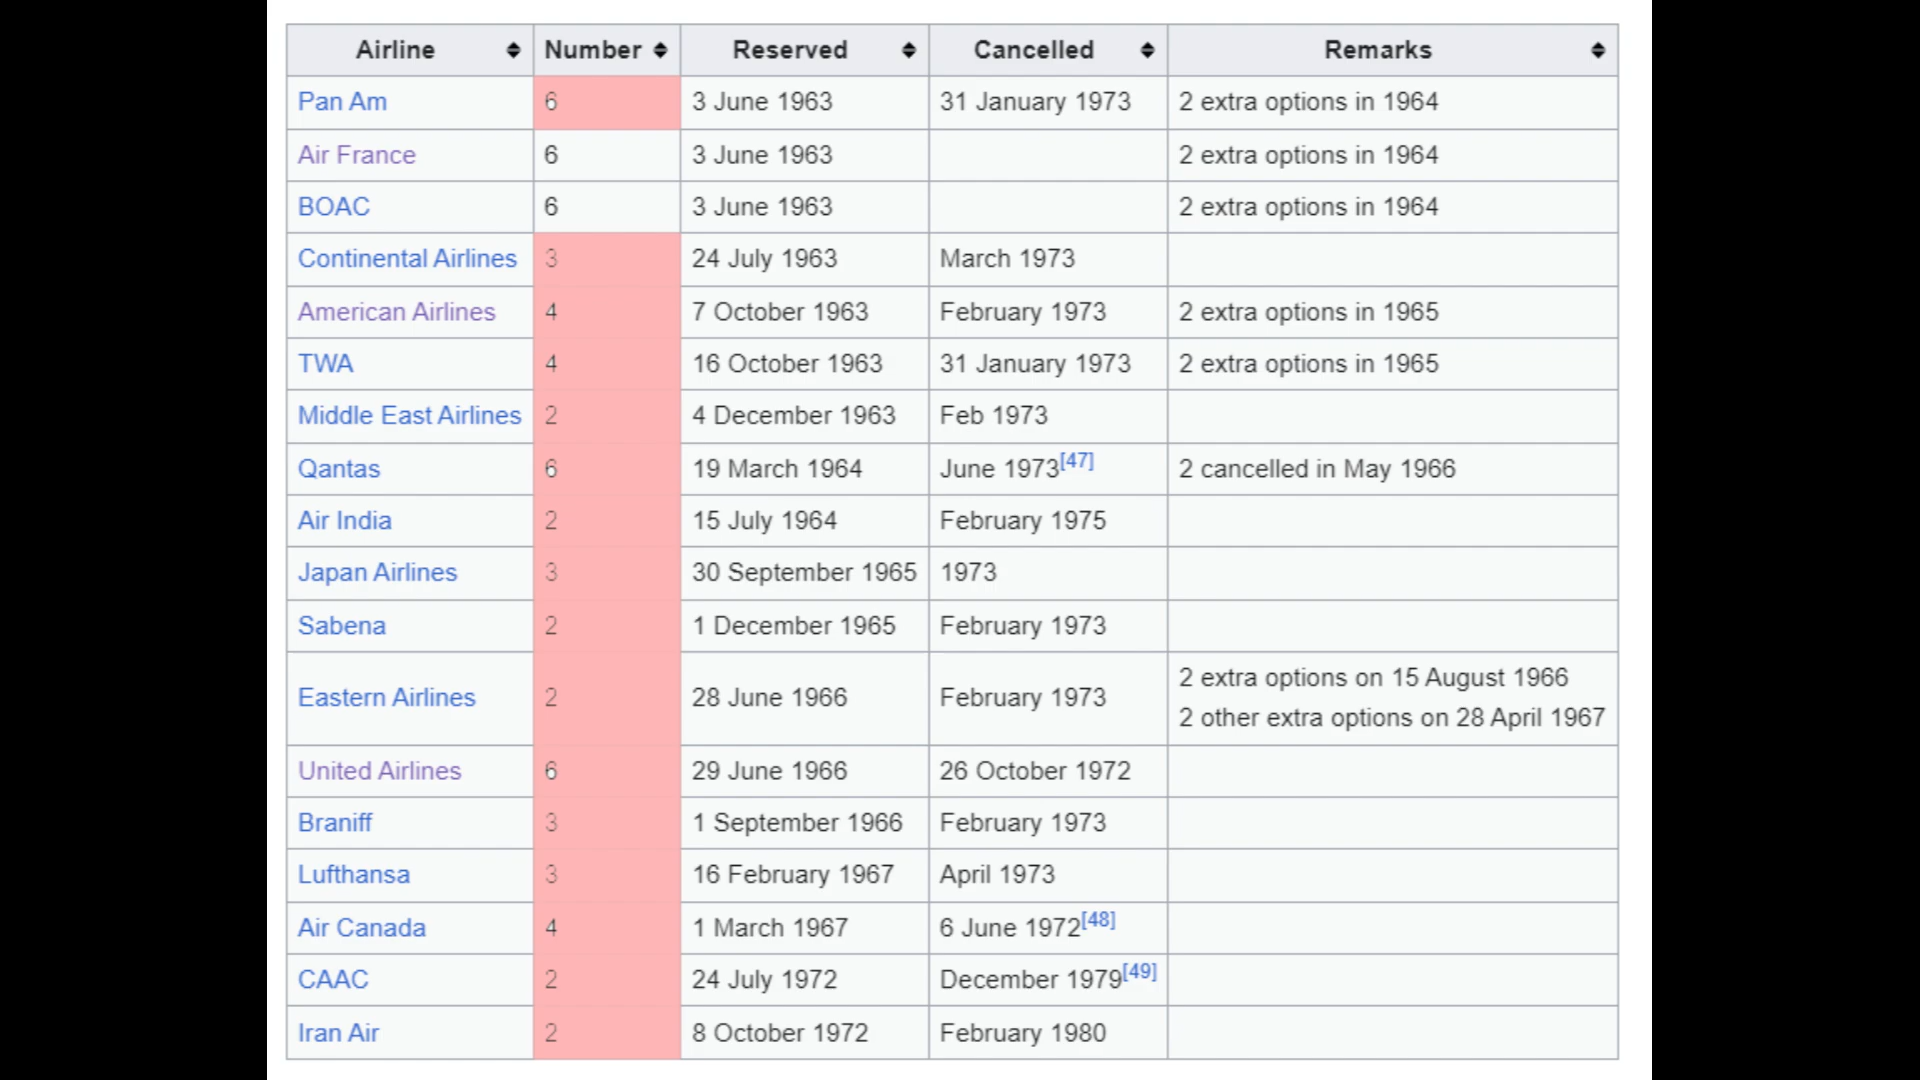 Airline Number Reserved Cancelled Remarks
Pan Am 6 3 June 1963 31 January 1973 2 extra options in 1964
Air France 6 3 June 1963 2 extra options in 1964
BOAC 6 3 June 1963 2 extra options in 1964
Continental Airlines 3 24 July 1963 March 1973
American Airlines 4 7 October 1963 February 1973 2 extra options in 1965
TWA 4 16 October 1963 31 January 1973 2 extra options in 1965
Middle East Airlines 2 4 December 1963 Feb 1973
Qantas 6 19 March 1964 June 1973[47] 2 cancelled in May 1966
Air India 2 15 July 1964 February 1975
Japan Airlines 3 30 September 1965 1973
Sabena 2 1 December 1965 February 1973
Eastern Airlines 2 28 June 1966 February 1973 2 extra options on 15 August 1966
2 other extra options on 28 April 1967
United Airlines 6 29 June 1966 26 October 1972
Braniff 3 1 September 1966 February 1973
Lufthansa 3 16 February 1967 April 1973
Air Canada 4 1 March 1967 6 June 1972[48]
CAAC 2 24 July 1972 December 1979[49]
Iran Air 2 8 October 1972 February 1980